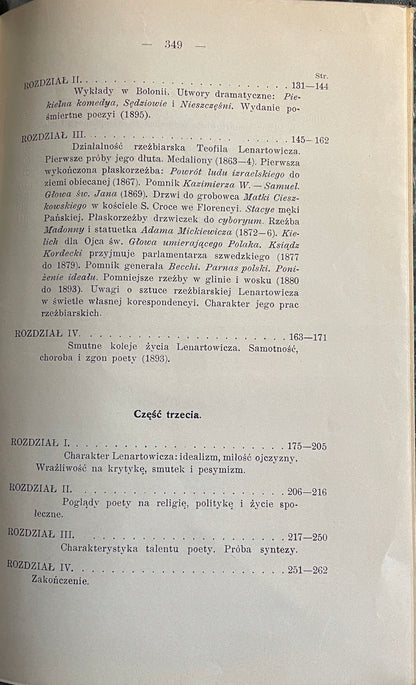 — 349 —
Str.
ROZDZIAŁ II. . . . . . . . . . . . . . . . . . . . . . . 131—144
Wykłady w Bolonii. Utwory dramatyczne: Pie-
kielna komedya, Sędziowie i Nieszczęśni. Wydanie po-
śmiertne poezyi (1895).
ROZDZIAŁ III. . . . . . . . . . . . . . . . . . . . . . . 145—162
Działalność rzeźbiarska Teofila Lenartowicza.
Pierwsze próby jego dłuta. Medaliony (1863—4). Pierwsza
wykończona płaskorzeźba: Powrót ludu izraelskiego do
ziemi obiecanej (1867). Pomnik Kazimierza W. — Samuel.
Głowa św. Jana (1869). Drzwi do grobowca Matki Ciesz-
kowskiego w kościele S. Croce we Florencyi. Stacye męki
Pańskiej. Płaskorzeźby drzwiczek do cyboryum. Rzeźba
Madonny i statuetka Adama Mickiewicza (1872—6). Kie-
lich dla Ojca św. Głowa umierającego Polaka. Ksiądz
Kordecki przyjmuje parlamentarza szwedzkiego (1877
do 1879). Pomnik generała Becchi. Parnas polski. Poni-
żenie ideału. Pomniejsze rzeźby w glinie i wosku (1880
do 1893). Uwagi o sztuce rzeźbiarskiej Lenartowicza
w świetle własnej korespondencyi. Charakter jego prac
rzeźbiarskich.
ROZDZIAŁ IV. . . . . . . . . . . . . . . . . . . . . . . 163—171
Smutne koleje życia Lenartowicza. Samotność,
choroba i zgon poety (1893).
Część trzecia.
ROZDZIAŁ I. . . . . . . . . . . . . . . . . . . . . . . 175—205
Charakter Lenartowicza: idealizm, miłość ojczyzny.
Wrażliwość na krytykę, smutek i pesymizm.
ROZDZIAŁ II. . . . . . . . . . . . . . . . . . . . . . . 206—216
Poglądy poety na religię, politykę i życie spo-
łeczne.
ROZDZIAŁ III. . . . . . . . . . . . . . . . . . . . . . . 217—250
Charakterystyka talentu poety. Próba syntezy.
ROZDZIAŁ IV. . . . . . . . . . . . . . . . . . . . . . . 251—262
Zakończenie.